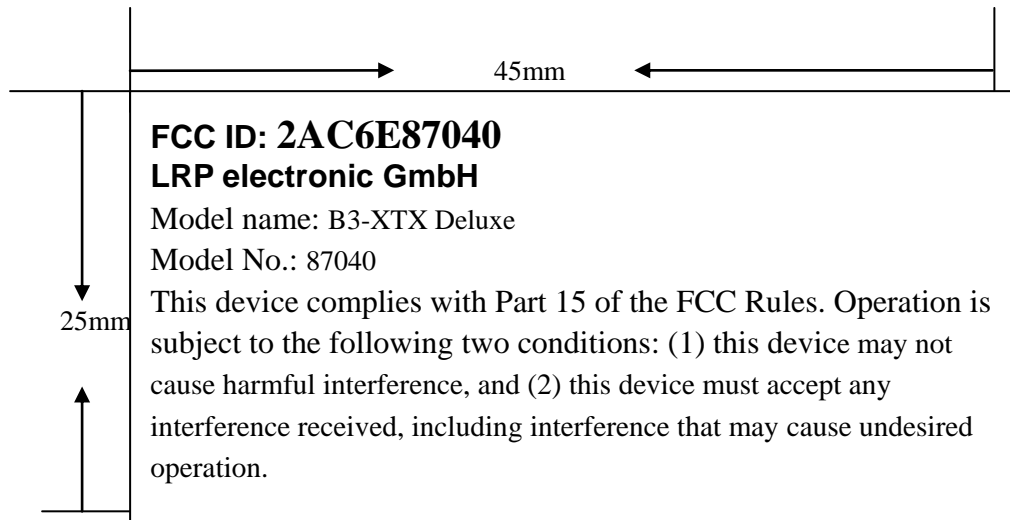 45mm
FCC ID: 2AC6E87040
LRP electronic GmbH
Model name: B3-XTX Deluxe
Model No.: 87040
This device complies with Part 15 of the FCC Rules. Operation is
25mm
subject to the following two conditions: (1) this device may not
cause harmful interference, and (2) this device must accept any
interference received, including interference that may cause undesired
operation.